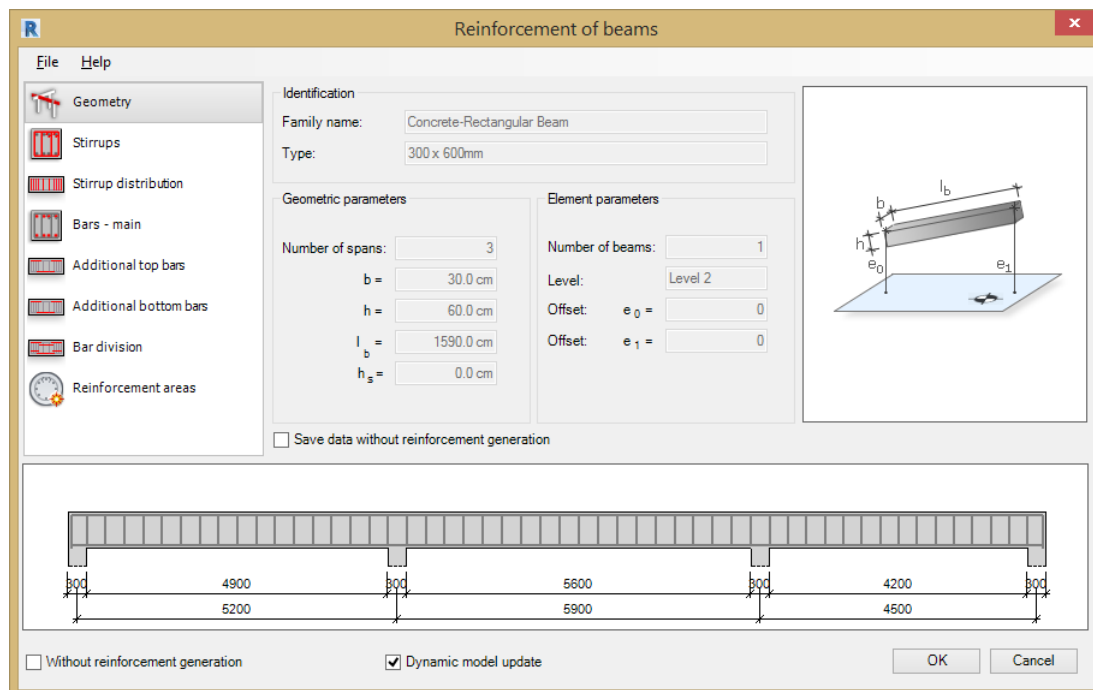 R
Reinforcement of beams
File Help
Geometry
Stirrups
Stirrup distribution
Bars - main
Additional top bars
Additional bottom bars
Bar division
Reinforcement areas
Identification
Family name: Concrete-Rectangular Beam
Type: 300 x 600mm
Geometric parameters
Number of spans: 3
b = 30.0 cm
h = 60.0 cm
l b = 1590.0 cm
h s = 0.0 cm
Element parameters
Number of beams: 1
Level: Level 2
Offset: e 0 = 0
Offset: e 1 = 0
Save data without reinforcement generation
l b
b
h
e 0
e 1
300 4900 300 5600 300 4200 300
5200 5900 4500
Without reinforcement generation
Dynamic model update
OK Cancel